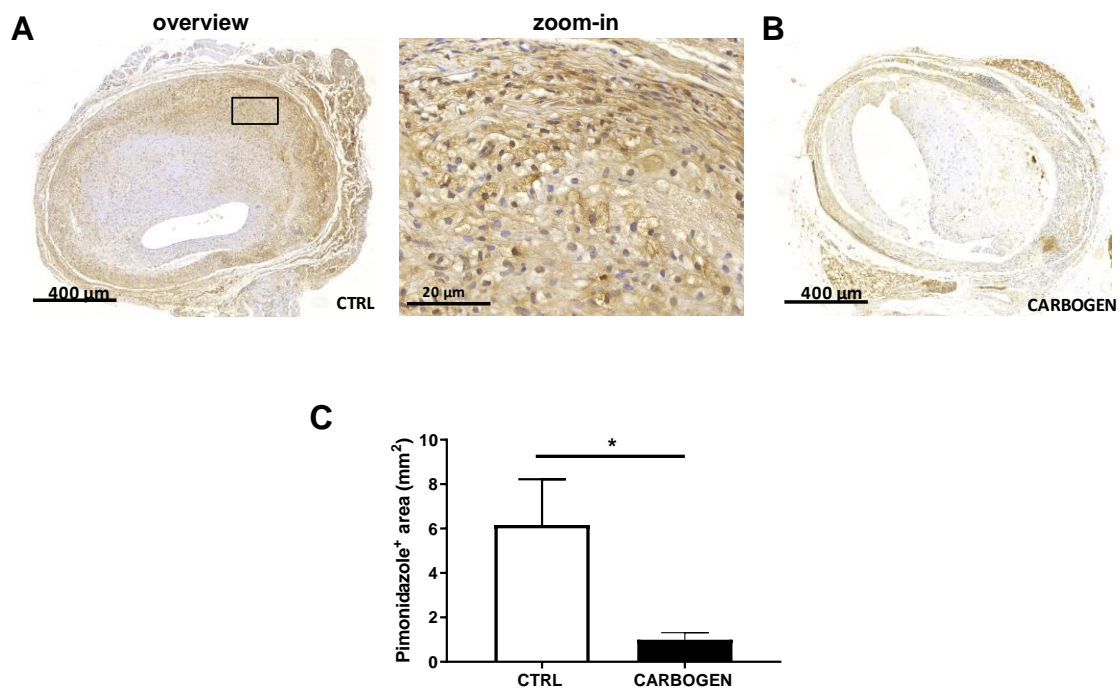 A
overview
zoom-in
B
400 µm
CTRL
20 µm
400 µm
CARBOGEN
C
Pimonidazole⁺ area (mm²)
10
8
6
4
2
0
*
CTRL
CARBOGEN